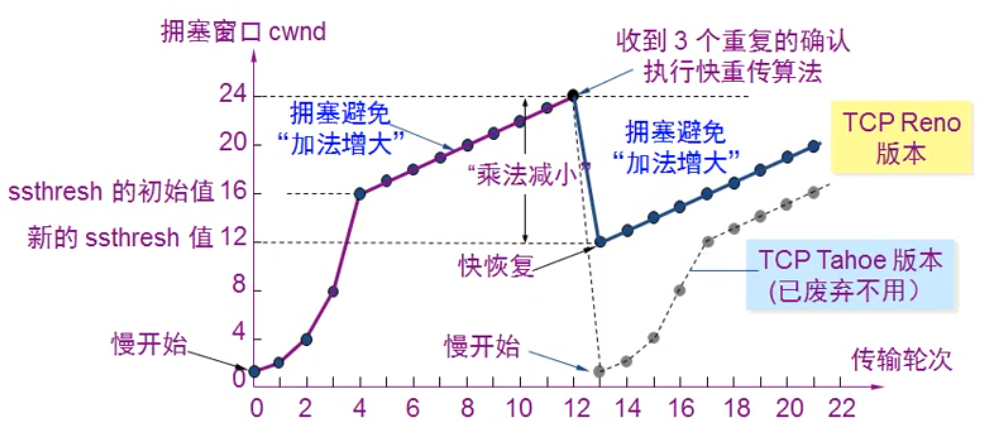 拥塞窗口 cwnd
收到 3 个重复的确认
执行快重传算法
24
拥塞避免
“加法增大”
拥塞避免
“加法增大”
TCP Reno
版本
20
“乘法减小”
ssthresh 的初始值 16
新的 ssthresh 值 12
快恢复
TCP Tahoe 版本
(已废弃不用）
8
慢开始
4
慢开始
传输轮次
0
0 2 4 6 8 10 12 14 16 18 20 22